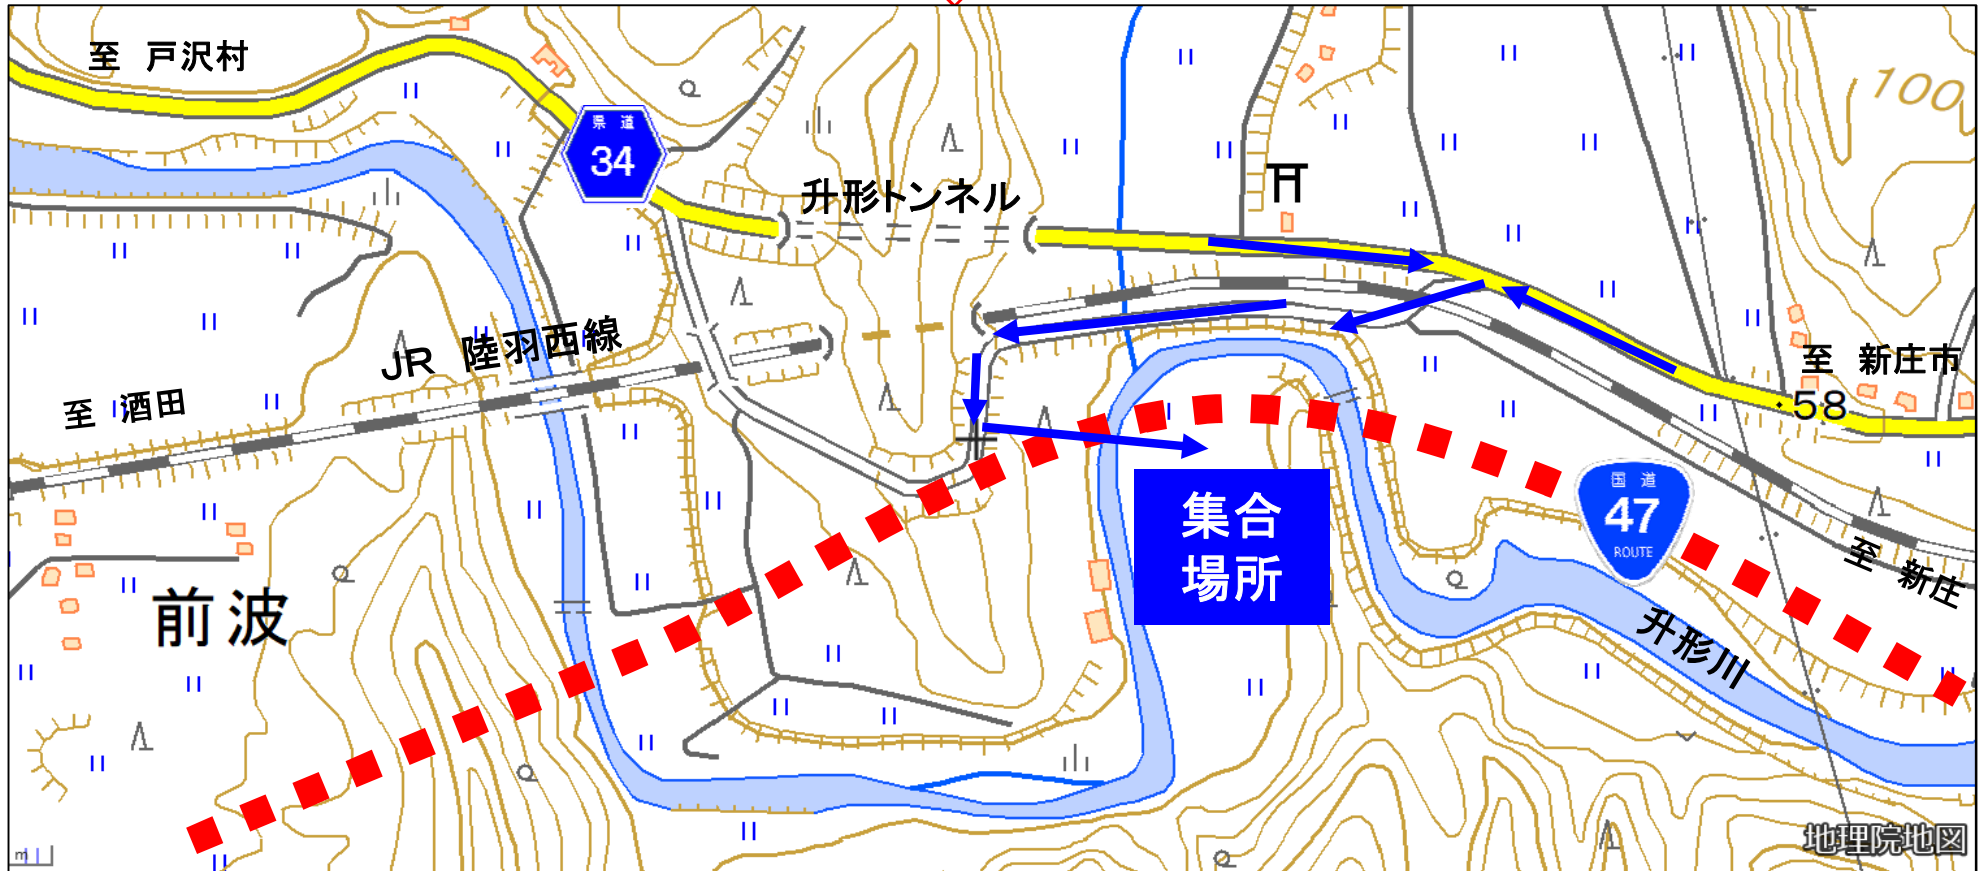 至 戸沢村
県道
34
升形トンネル
100
JR 陸羽西線
至 酒田
至 新庄市
58
集合
場所
国道
47
ROUTE
至 新庄
前波
升形川
地理院地図
m